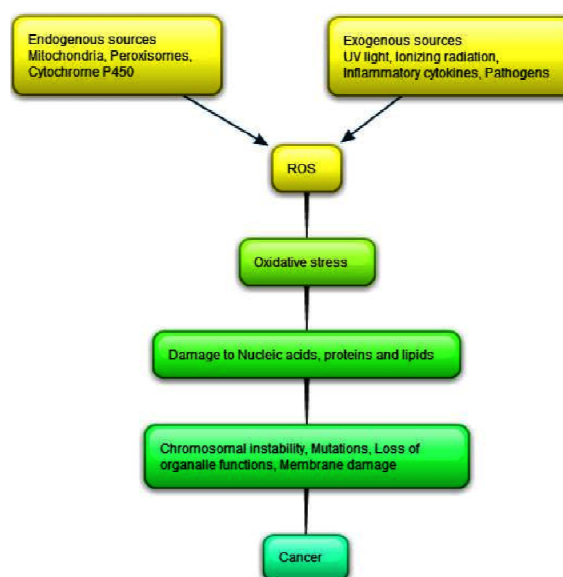 Endogenous sources
Mitochondria, Peroxisomes,
Cytochrome P450
Exogenous sources
UV light, Ionizing radiation,
Inflammatory cytokines, Pathogens
ROS
Oxidative stress
Damage to Nucleic acids, proteins and lipids
Chromosomal instability, Mutations, Loss of
organalle functions, Membrane damage
Cancer